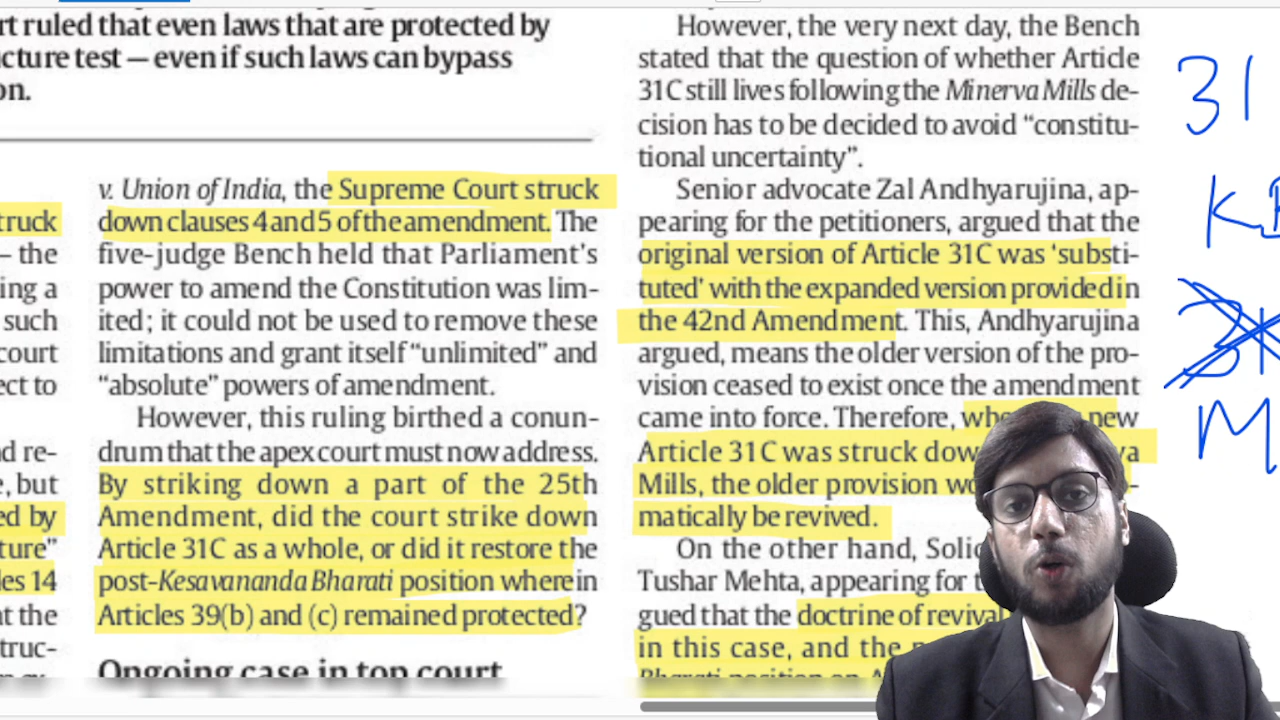 rt ruled that even laws that are protected by
cture test — even if such laws can bypass
on.
truck
– the
ing a
such
court
ect to
d re-
, but
ed by
ture"
les 14
at the
truc-
v. Union of India, the Supreme Court struck
down clauses 4 and 5 of the amendment. The
five-judge Bench held that Parliament's
power to amend the Constitution was lim-
ited; it could not be used to remove these
limitations and grant itself "unlimited" and
"absolute" powers of amendment.
However, this ruling birthed a conun-
drum that the apex court must now address.
By striking down a part of the 25th
Amendment, did the court strike down
Article 31C as a whole, or did it restore the
post-Kesavananda Bharati position wherein
Articles 39(b) and (c) remained protected?
Ongoing case in top court
However, the very next day, the Bench
stated that the question of whether Article
31C still lives following the Minerva Mills de-
cision has to be decided to avoid "constitu-
tional uncertainty".
Senior advocate Zal Andhyarujina, ap-
pearing for the petitioners, argued that the
original version of Article 31C was 'substi-
tuted' with the expanded version provided in
the 42nd Amendment. This, Andhyarujina
argued, means the older version of the pro-
vision ceased to exist once the amendment
came into force. Therefore, whe new
Article 31C was struck dow va
Mills, the older provision wo -
matically be revived.
On the other hand, Solic
Tushar Mehta, appearing for t
gued that the doctrine of revival
in this case, and the
Bharati position on A
31
K
31
M